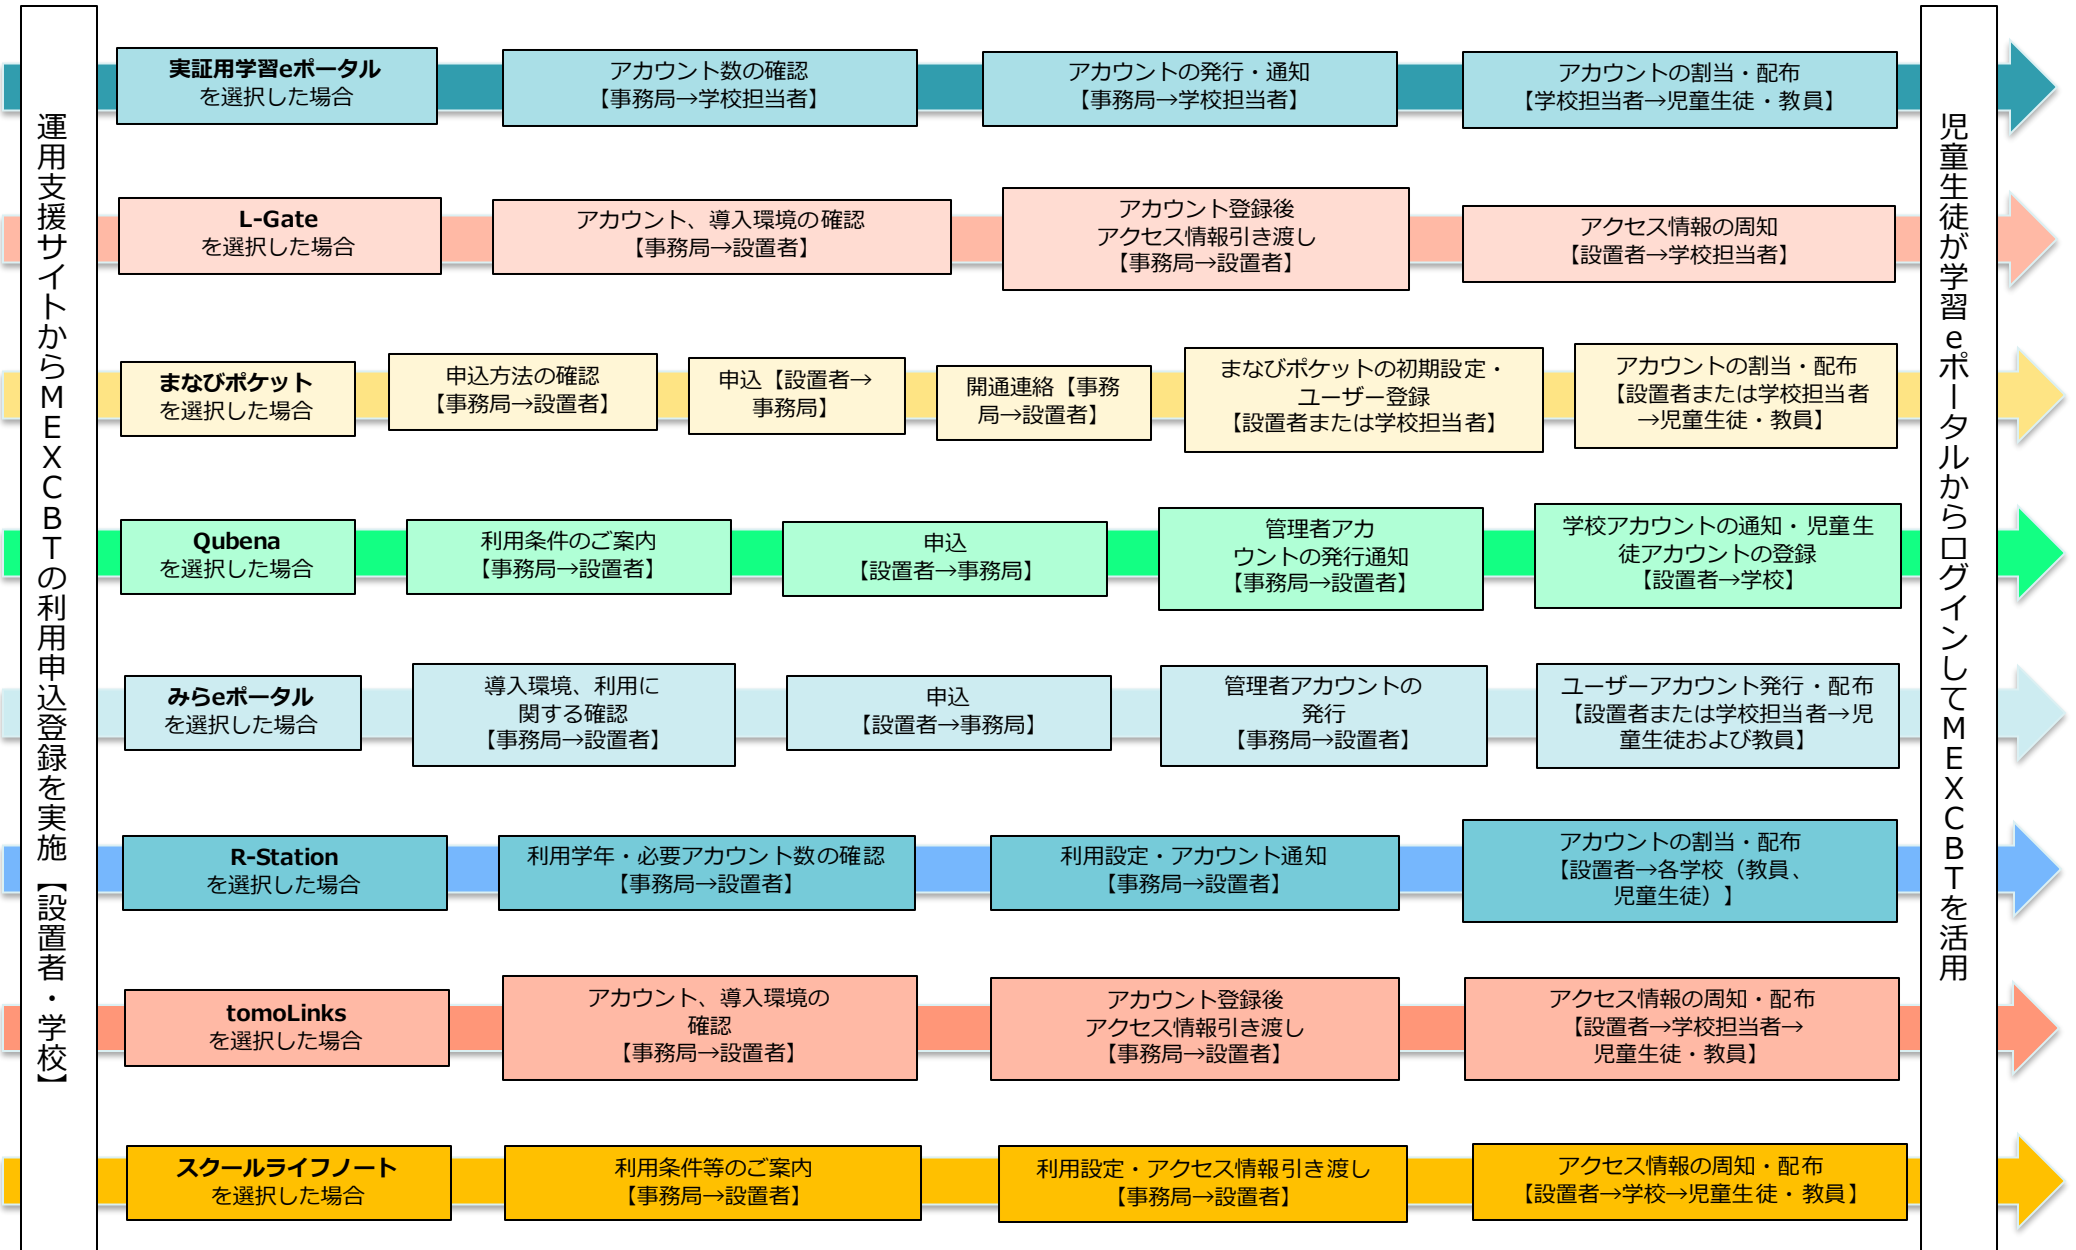 運用支援サイトからＭＥＸＣＢＴの利用申込登録を実施【設置者・学校】
実証用学習eポータル
を選択した場合
アカウント数の確認
【事務局→学校担当者】
アカウントの発行・通知
【事務局→学校担当者】
アカウントの割当・配布
【学校担当者→児童生徒・教員】
L-Gate
を選択した場合
アカウント、導入環境の確認
【事務局→設置者】
アカウント登録後
アクセス情報引き渡し
【事務局→設置者】
アクセス情報の周知
【設置者→学校担当者】
まなびポケット
を選択した場合
申込方法の確認
【事務局→設置者】
申込【設置者→
事務局】
開通連絡【事務
局→設置者】
まなびポケットの初期設定・
ユーザー登録
【設置者または学校担当者】
アカウントの割当・配布
【設置者または学校担当者
→児童生徒・教員】
Qubena
を選択した場合
利用条件のご案内
【事務局→設置者】
申込
【設置者→事務局】
管理者アカ
ウントの発行通知
【事務局→設置者】
学校アカウントの通知・児童生
徒アカウントの登録
【設置者→学校】
みらeポータル
を選択した場合
導入環境、利用に
関する確認
【事務局→設置者】
申込
【設置者→事務局】
管理者アカウントの
発行
【事務局→設置者】
ユーザーアカウント発行・配布
【設置者または学校担当者→児
童生徒および教員】
R-Station
を選択した場合
利用学年・必要アカウント数の確認
【事務局→設置者】
利用設定・アカウント通知
【事務局→設置者】
アカウントの割当・配布
【設置者→各学校（教員、
児童生徒）】
tomoLinks
を選択した場合
アカウント、導入環境の
確認
【事務局→設置者】
アカウント登録後
アクセス情報引き渡し
【事務局→設置者】
アクセス情報の周知・配布
【設置者→学校担当者→
児童生徒・教員】
スクールライフノート
を選択した場合
利用条件等のご案内
【事務局→設置者】
利用設定・アクセス情報引き渡し
【事務局→設置者】
アクセス情報の周知・配布
【設置者→学校→児童生徒・教員】
児童生徒が学習ｅポータルからログインしてＭＥＸＣＢＴを活用